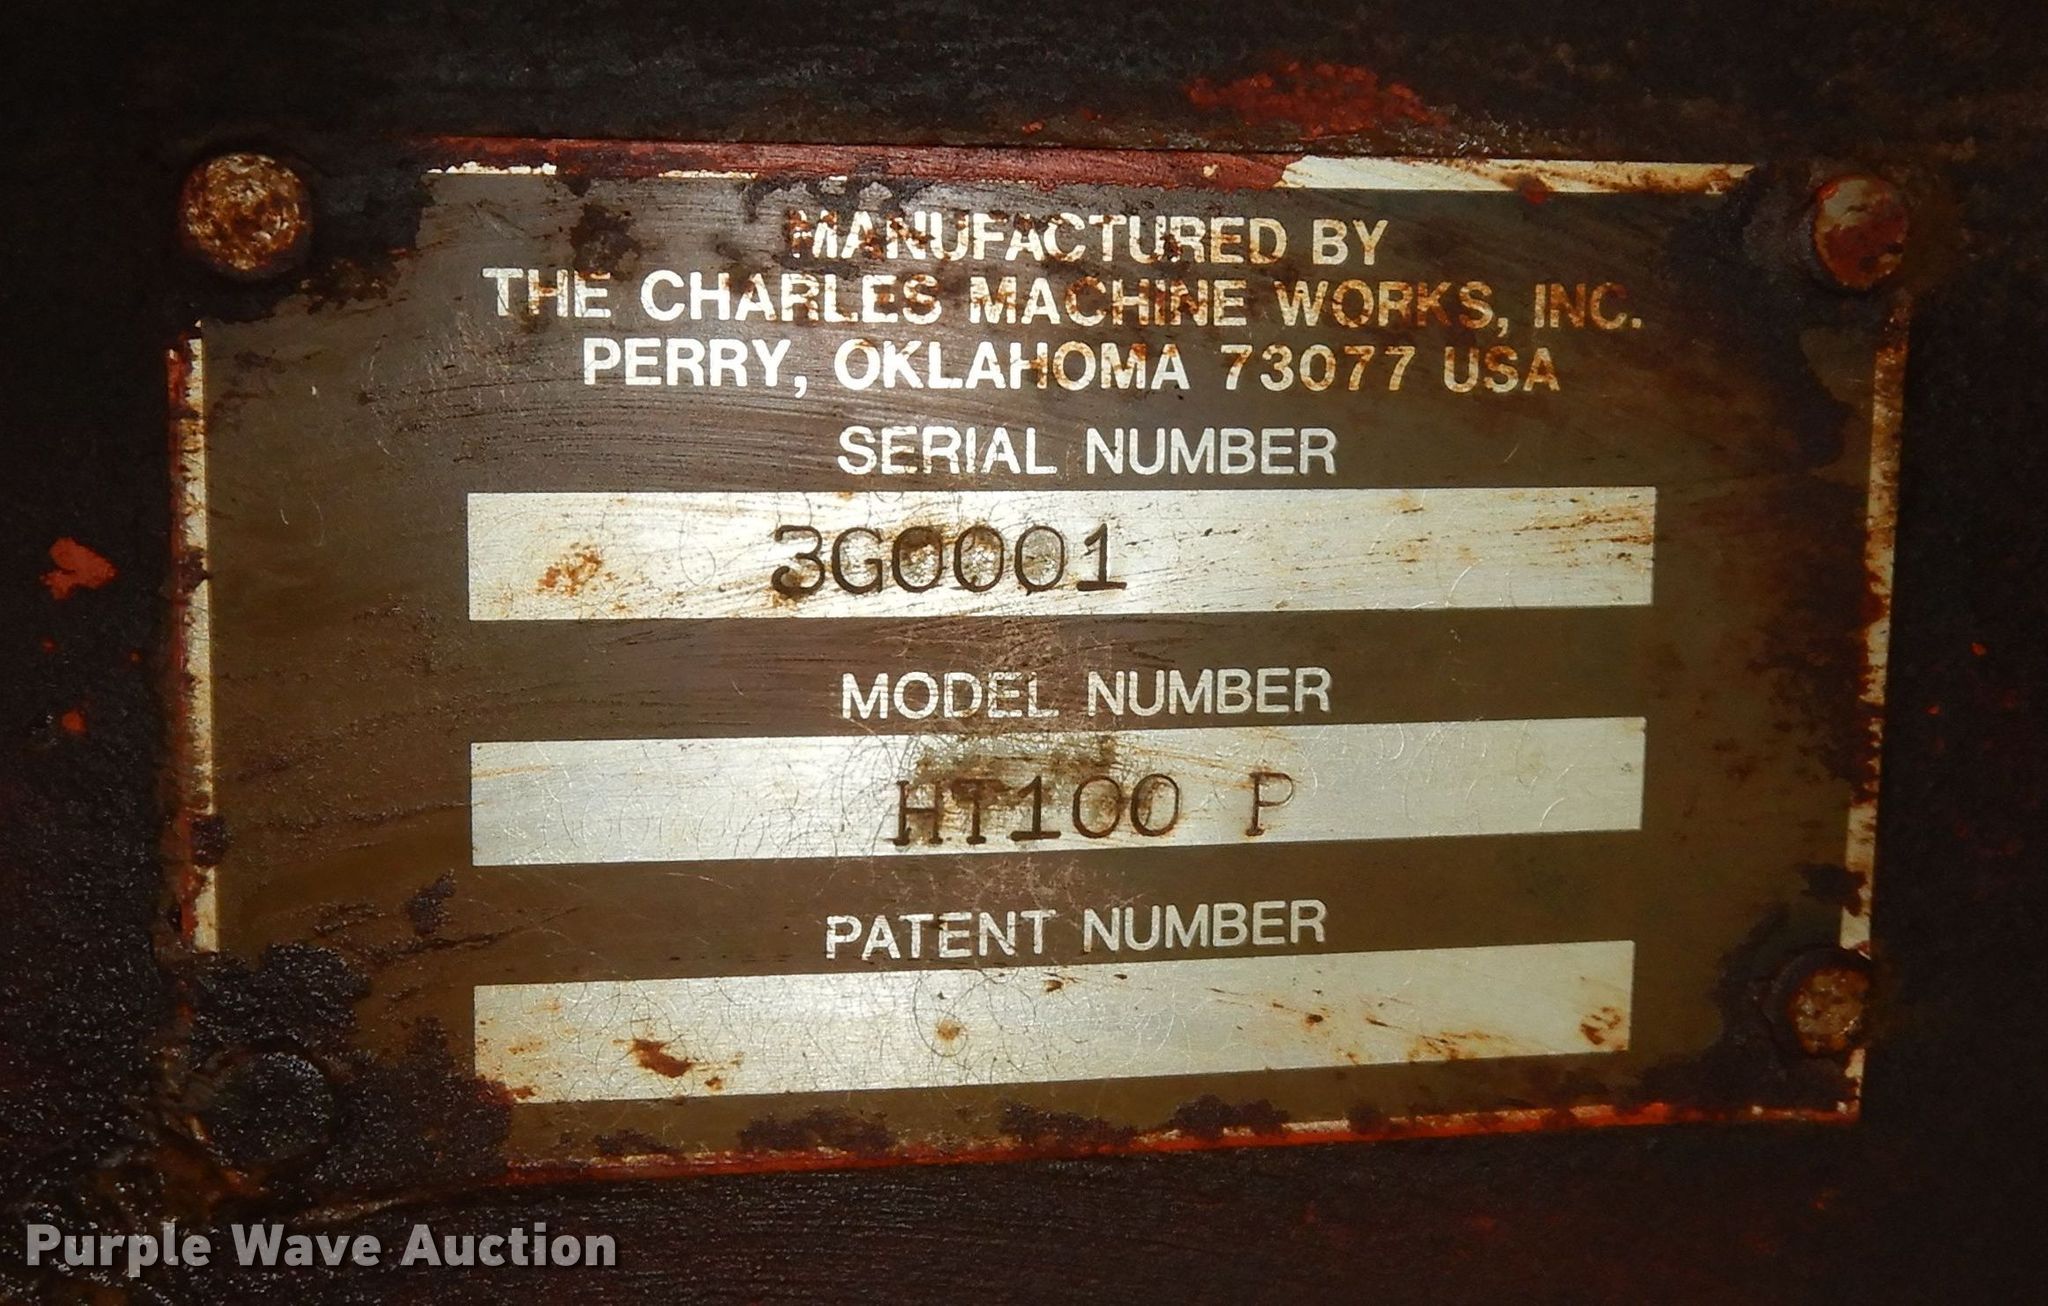 MANUFACTURED BY
THE CHARLES MACHINE WORKS, INC.
PERRY, OKLAHOMA 73077 USA
SERIAL NUMBER
3G0001
MODEL NUMBER
HT100 P
PATENT NUMBER
Purple Wave Auction